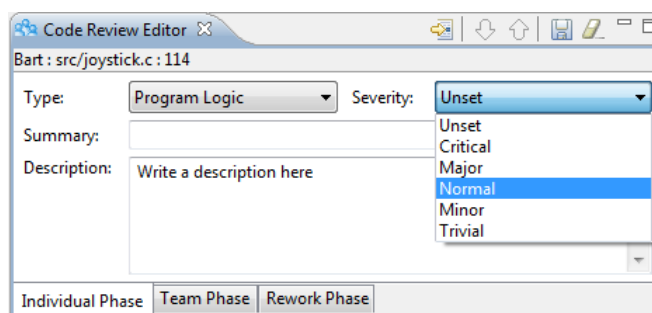 Code Review Editor
Bart : src/joystick.c : 114
Type: Program Logic Severity: Unset
Unset
Critical
Summary:
Major
Description: Write a description here
Normal
Minor
Trivial
Individual Phase Team Phase Rework Phase